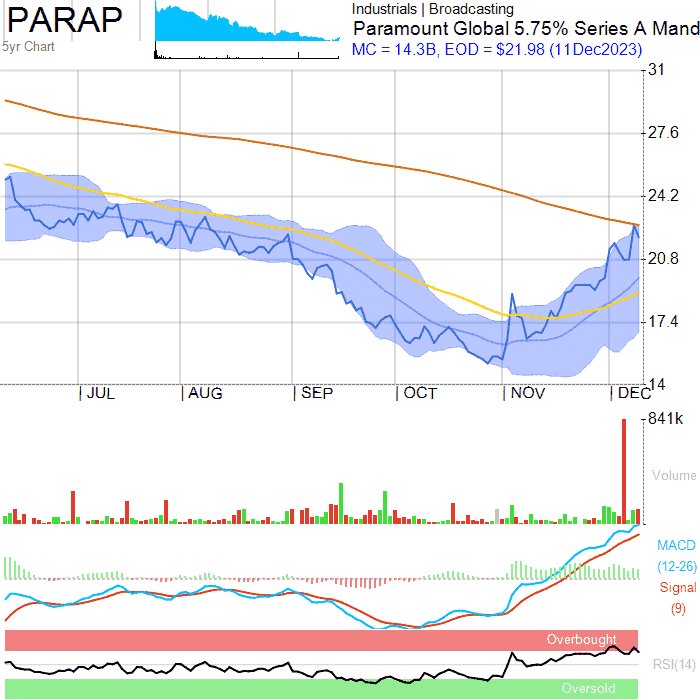 PARAP
5yr Chart
Industrials | Broadcasting
Paramount Global 5.75% Series A Mand
MC = 14.3B, EOD = $21.98 (11Dec2023)
31
27.6
24.2
20.8
17.4
14
JUL
AUG
SEP
OCT
NOV
DEC
841k
Volume
MACD
(12-26)
Signal
(9)
Overbought
RSI(14)
Oversold